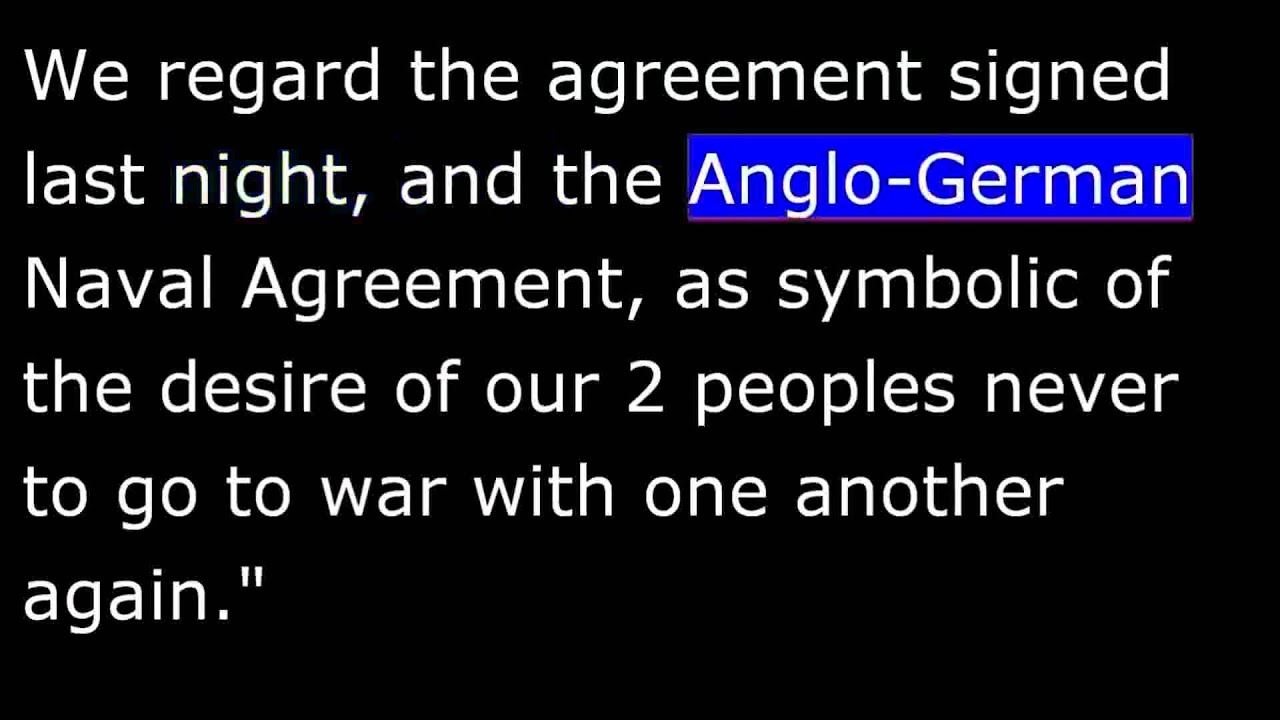 We regard the agreement signed
last night, and the Anglo-German
Naval Agreement, as symbolic of
the desire of our 2 peoples never
to go to war with one another
again."